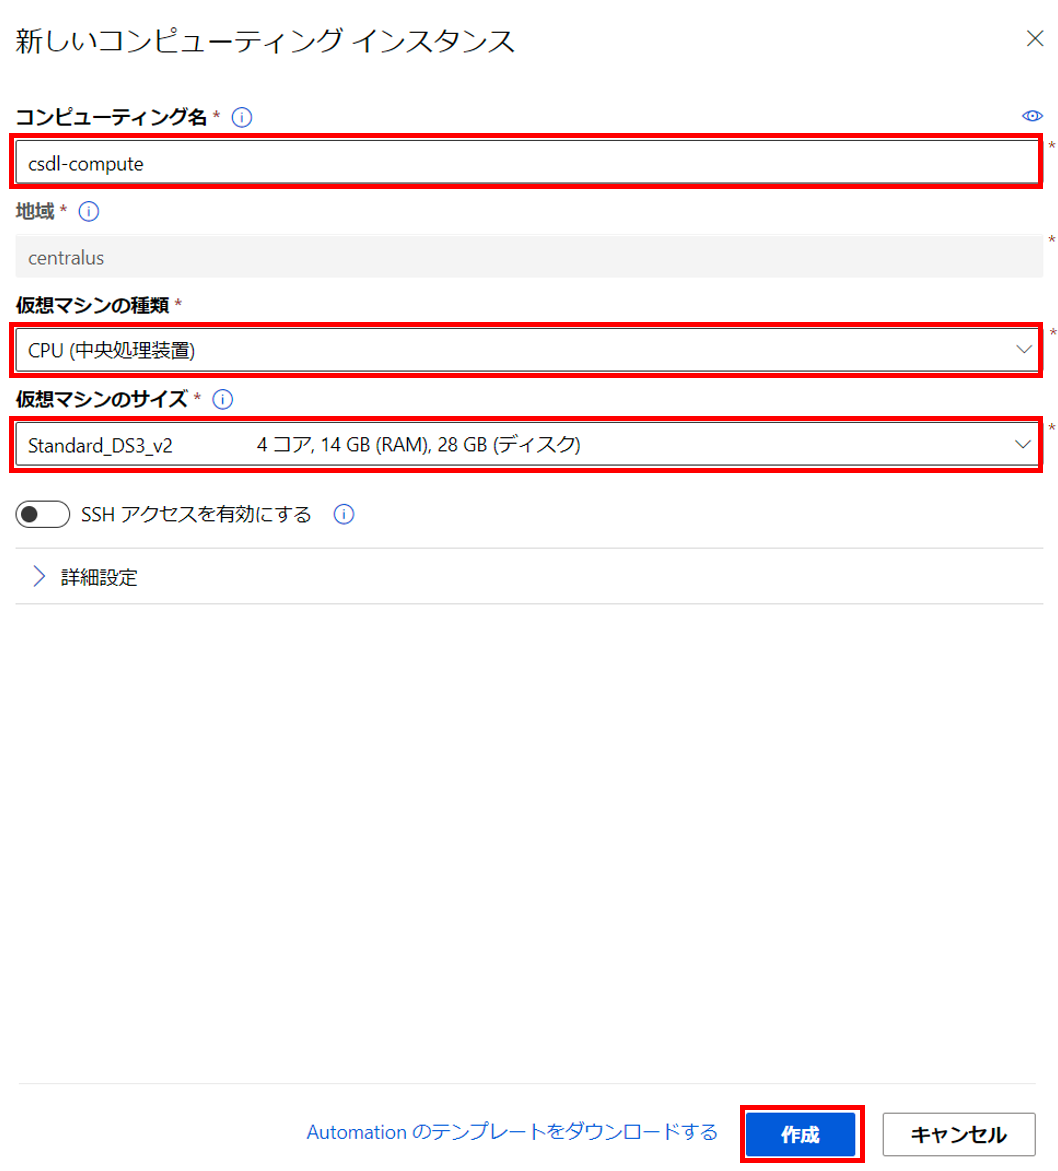 新しいコンピューティング インスタンス
コンピューティング名 *
csdl-compute *
地域 *
centralus *
仮想マシンの種類 *
CPU (中央処理装置) *
仮想マシンのサイズ *
Standard_DS3_v2 4 コア, 14 GB (RAM), 28 GB (ディスク) *
SSH アクセスを有効にする
詳細設定
Automation のテンプレートをダウンロードする 作成 キャンセル